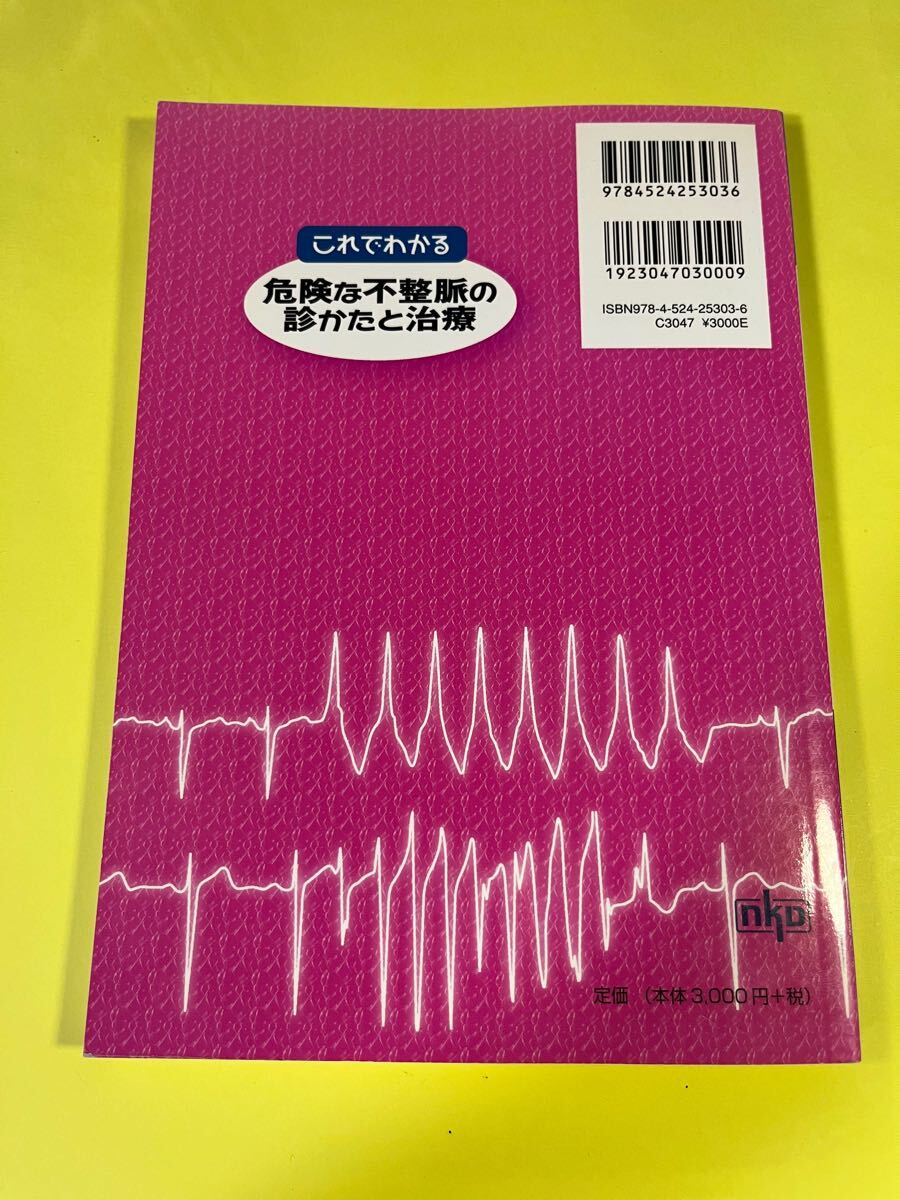 9784524253036
1923047030009
ISBN978-4-524-25303-6
C3047 ¥3000E
これでわかる
危険な不整脈の
診かたと治療
nkD
定価 (本体3,000円+税)